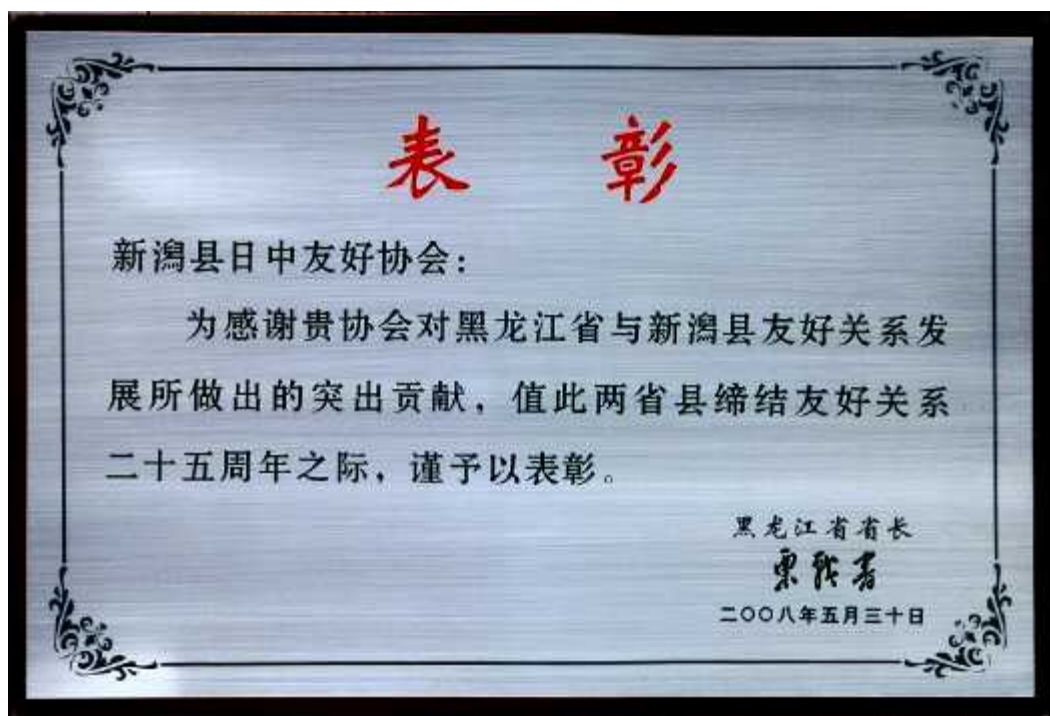 表 彰
新潟县日中友好协会：
为感谢贵协会对黑龙江省与新潟县友好关系发
展所做出的突出贡献，值此两省县缔结友好关系
二十五周年之际，谨予以表彰。
黑龙江省省长
栗战书
二〇〇八年五月三十日